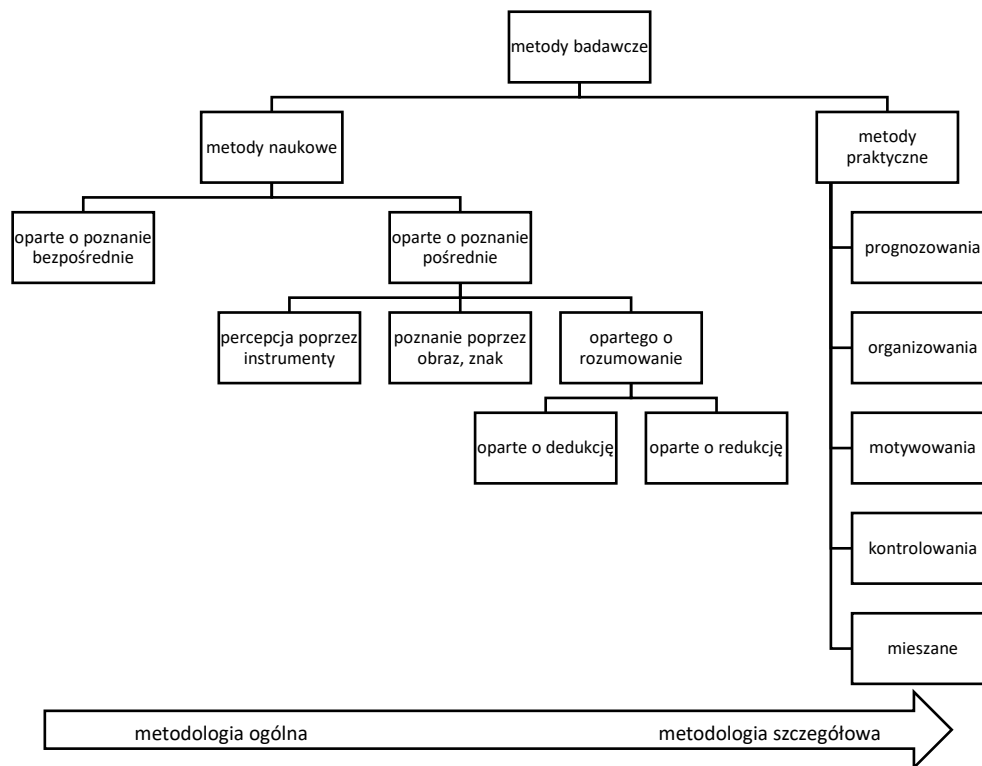 metody badawcze
metody naukowe
metody
praktyczne
oparte o poznanie
bezpośrednie
oparte o poznanie
pośrednie
prognozowania
percepcja poprzez
instrumenty
poznanie poprzez
obraz, znak
opartego o
rozumowanie
organizowania
oparte o dedukcję
oparte o redukcję
motywowania
kontrolowania
mieszane
metodologia ogólna
metodologia szczegółowa